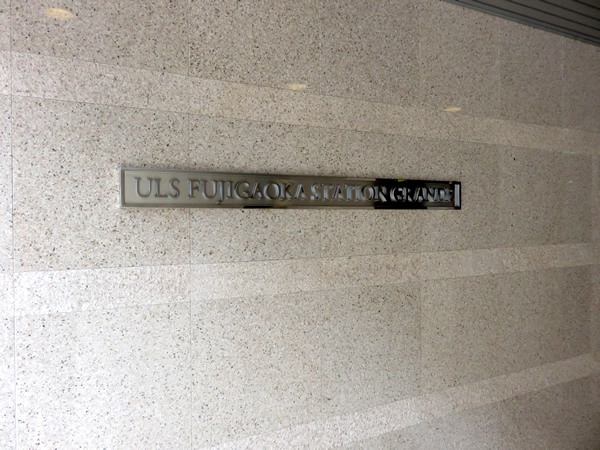 ULS FUJIGAOKA STATION GRANDE